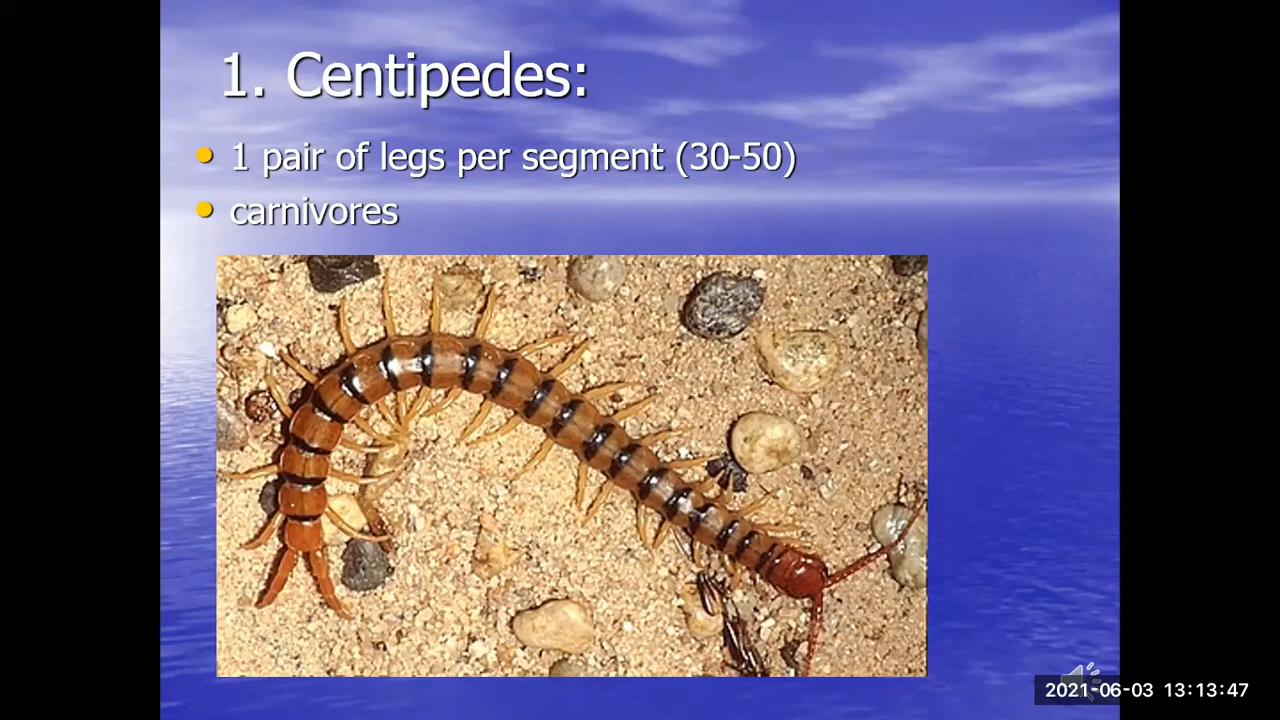 1. Centipedes:
1 pair of legs per segment (30-50)
carnivores
2021-06-03 13:13:47